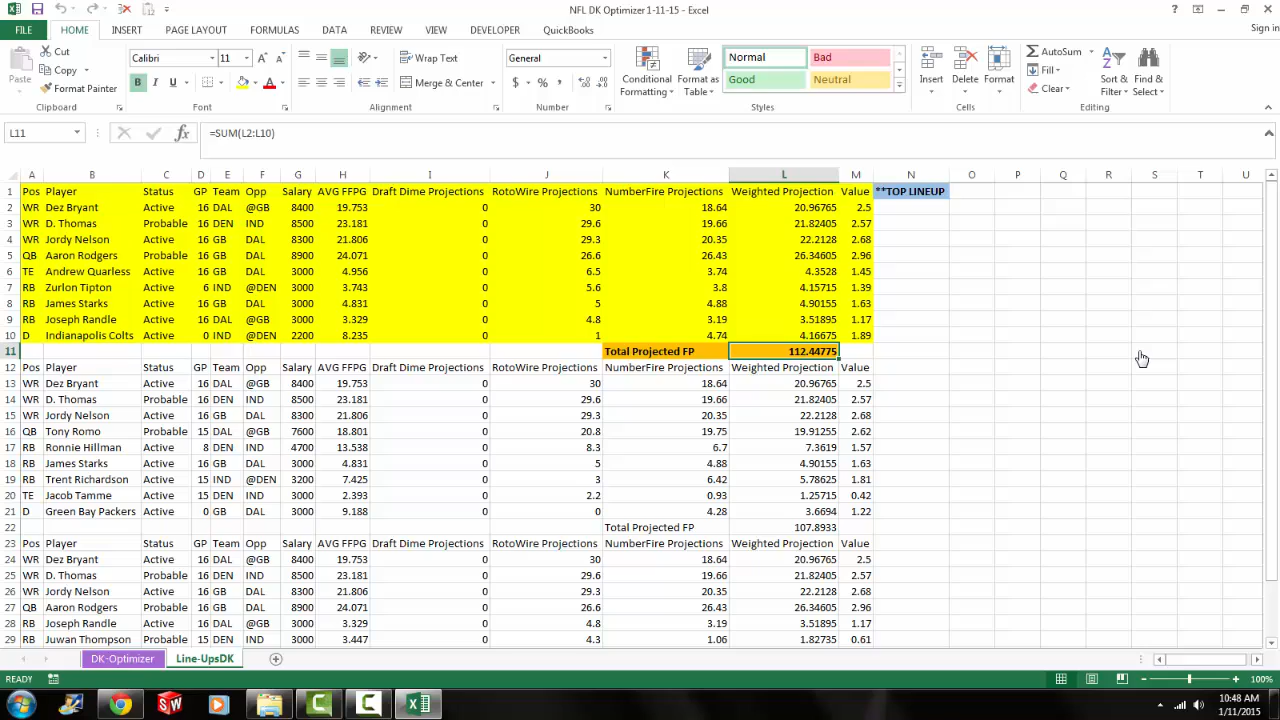 NFL DK Optimizer 1-11-15 - Excel
Sign in
FILE HOME INSERT PAGE LAYOUT FORMULAS DATA REVIEW VIEW DEVELOPER QuickBooks
Paste
Cut
Copy
Format Painter
Clipboard
Calibri 11
B I U
Font
Wrap Text
Merge & Center
Alignment
General
$ % ,
Number
Conditional Formatting
Format as Table
Normal Bad
Good Neutral
Styles
Insert Delete Format
Cells
AutoSum
Fill
Clear
Sort & Filter
Find & Select
Editing
L11 =SUM(L2:L10)
A B C D E F G H I J K L M N O P Q R S T U
1 Pos Player Status GP Team Opp Salary AVG FFPG Draft Dime Projections RotoWire Projections NumberFire Projections Weighted Projection Value **TOP LINEUP
2 WR Dez Bryant Active 16 DAL @GB 8400 19.753 0 30 18.64 20.96765 2.5
3 WR D. Thomas Probable 16 DEN IND 8500 23.181 0 29.6 19.66 21.82405 2.57
4 WR Jordy Nelson Active 16 GB DAL 8300 21.806 0 29.3 20.35 22.2128 2.68
5 QB Aaron Rodgers Probable 16 GB DAL 8900 24.071 0 26.6 26.43 26.34605 2.96
6 TE Andrew Quarless Active 16 GB DAL 3000 4.956 0 6.5 3.74 4.3528 1.45
7 RB Zurlon Tipton Active 6 IND @DEN 3000 3.743 0 5.6 3.8 4.15715 1.39
8 RB James Starks Active 16 GB DAL 3000 4.831 0 5 4.88 4.90155 1.63
9 RB Joseph Randle Active 16 DAL @GB 3000 3.329 0 4.8 3.19 3.51895 1.17
10 D Indianapolis Colts Active 0 IND @DEN 2200 8.235 0 1 4.74 4.16675 1.89
11 Total Projected FP 112.44775
12 Pos Player Status GP Team Opp Salary AVG FFPG Draft Dime Projections RotoWire Projections NumberFire Projections Weighted Projection Value
13 WR Dez Bryant Active 16 DAL @GB 8400 19.753 0 30 18.64 20.96765 2.5
14 WR D. Thomas Probable 16 DEN IND 8500 23.181 0 29.6 19.66 21.82405 2.57
15 WR Jordy Nelson Active 16 GB DAL 8300 21.806 0 29.3 20.35 22.2128 2.68
16 QB Tony Romo Probable 15 DAL @GB 7600 18.801 0 20.8 19.75 19.91255 2.62
17 RB Ronnie Hillman Active 8 DEN IND 4700 13.538 0 8.3 6.7 7.3619 1.57
18 RB James Starks Active 16 GB DAL 3000 4.831 0 5 4.88 4.90155 1.63
19 RB Trent Richardson Active 15 IND @DEN 3200 7.425 0 3 6.42 5.78625 1.81
20 TE Jacob Tamme Active 15 DEN IND 3000 2.393 0 2.2 0.93 1.25715 0.42
21 D Green Bay Packers Active 0 GB DAL 3000 9.188 0 0 4.28 3.6694 1.22
22 Total Projected FP 107.8933
23 Pos Player Status GP Team Opp Salary AVG FFPG Draft Dime Projections RotoWire Projections NumberFire Projections Weighted Projection Value
24 WR Dez Bryant Active 16 DAL @GB 8400 19.753 0 30 18.64 20.96765 2.5
25 WR D. Thomas Probable 16 DEN IND 8500 23.181 0 29.6 19.66 21.82405 2.57
26 WR Jordy Nelson Active 16 GB DAL 8300 21.806 0 29.3 20.35 22.2128 2.68
27 QB Aaron Rodgers Probable 16 GB DAL 8900 24.071 0 26.6 26.43 26.34605 2.96
28 RB Joseph Randle Active 16 DAL @GB 3000 3.329 0 4.8 3.19 3.51895 1.17
29 RB Juwan Thompson Probable 15 DEN IND 3000 3.447 0 4.3 1.06 1.82735 0.61
DK-Optimizer Line-UpsDK
READY 100%
10:48 AM
1/11/2015